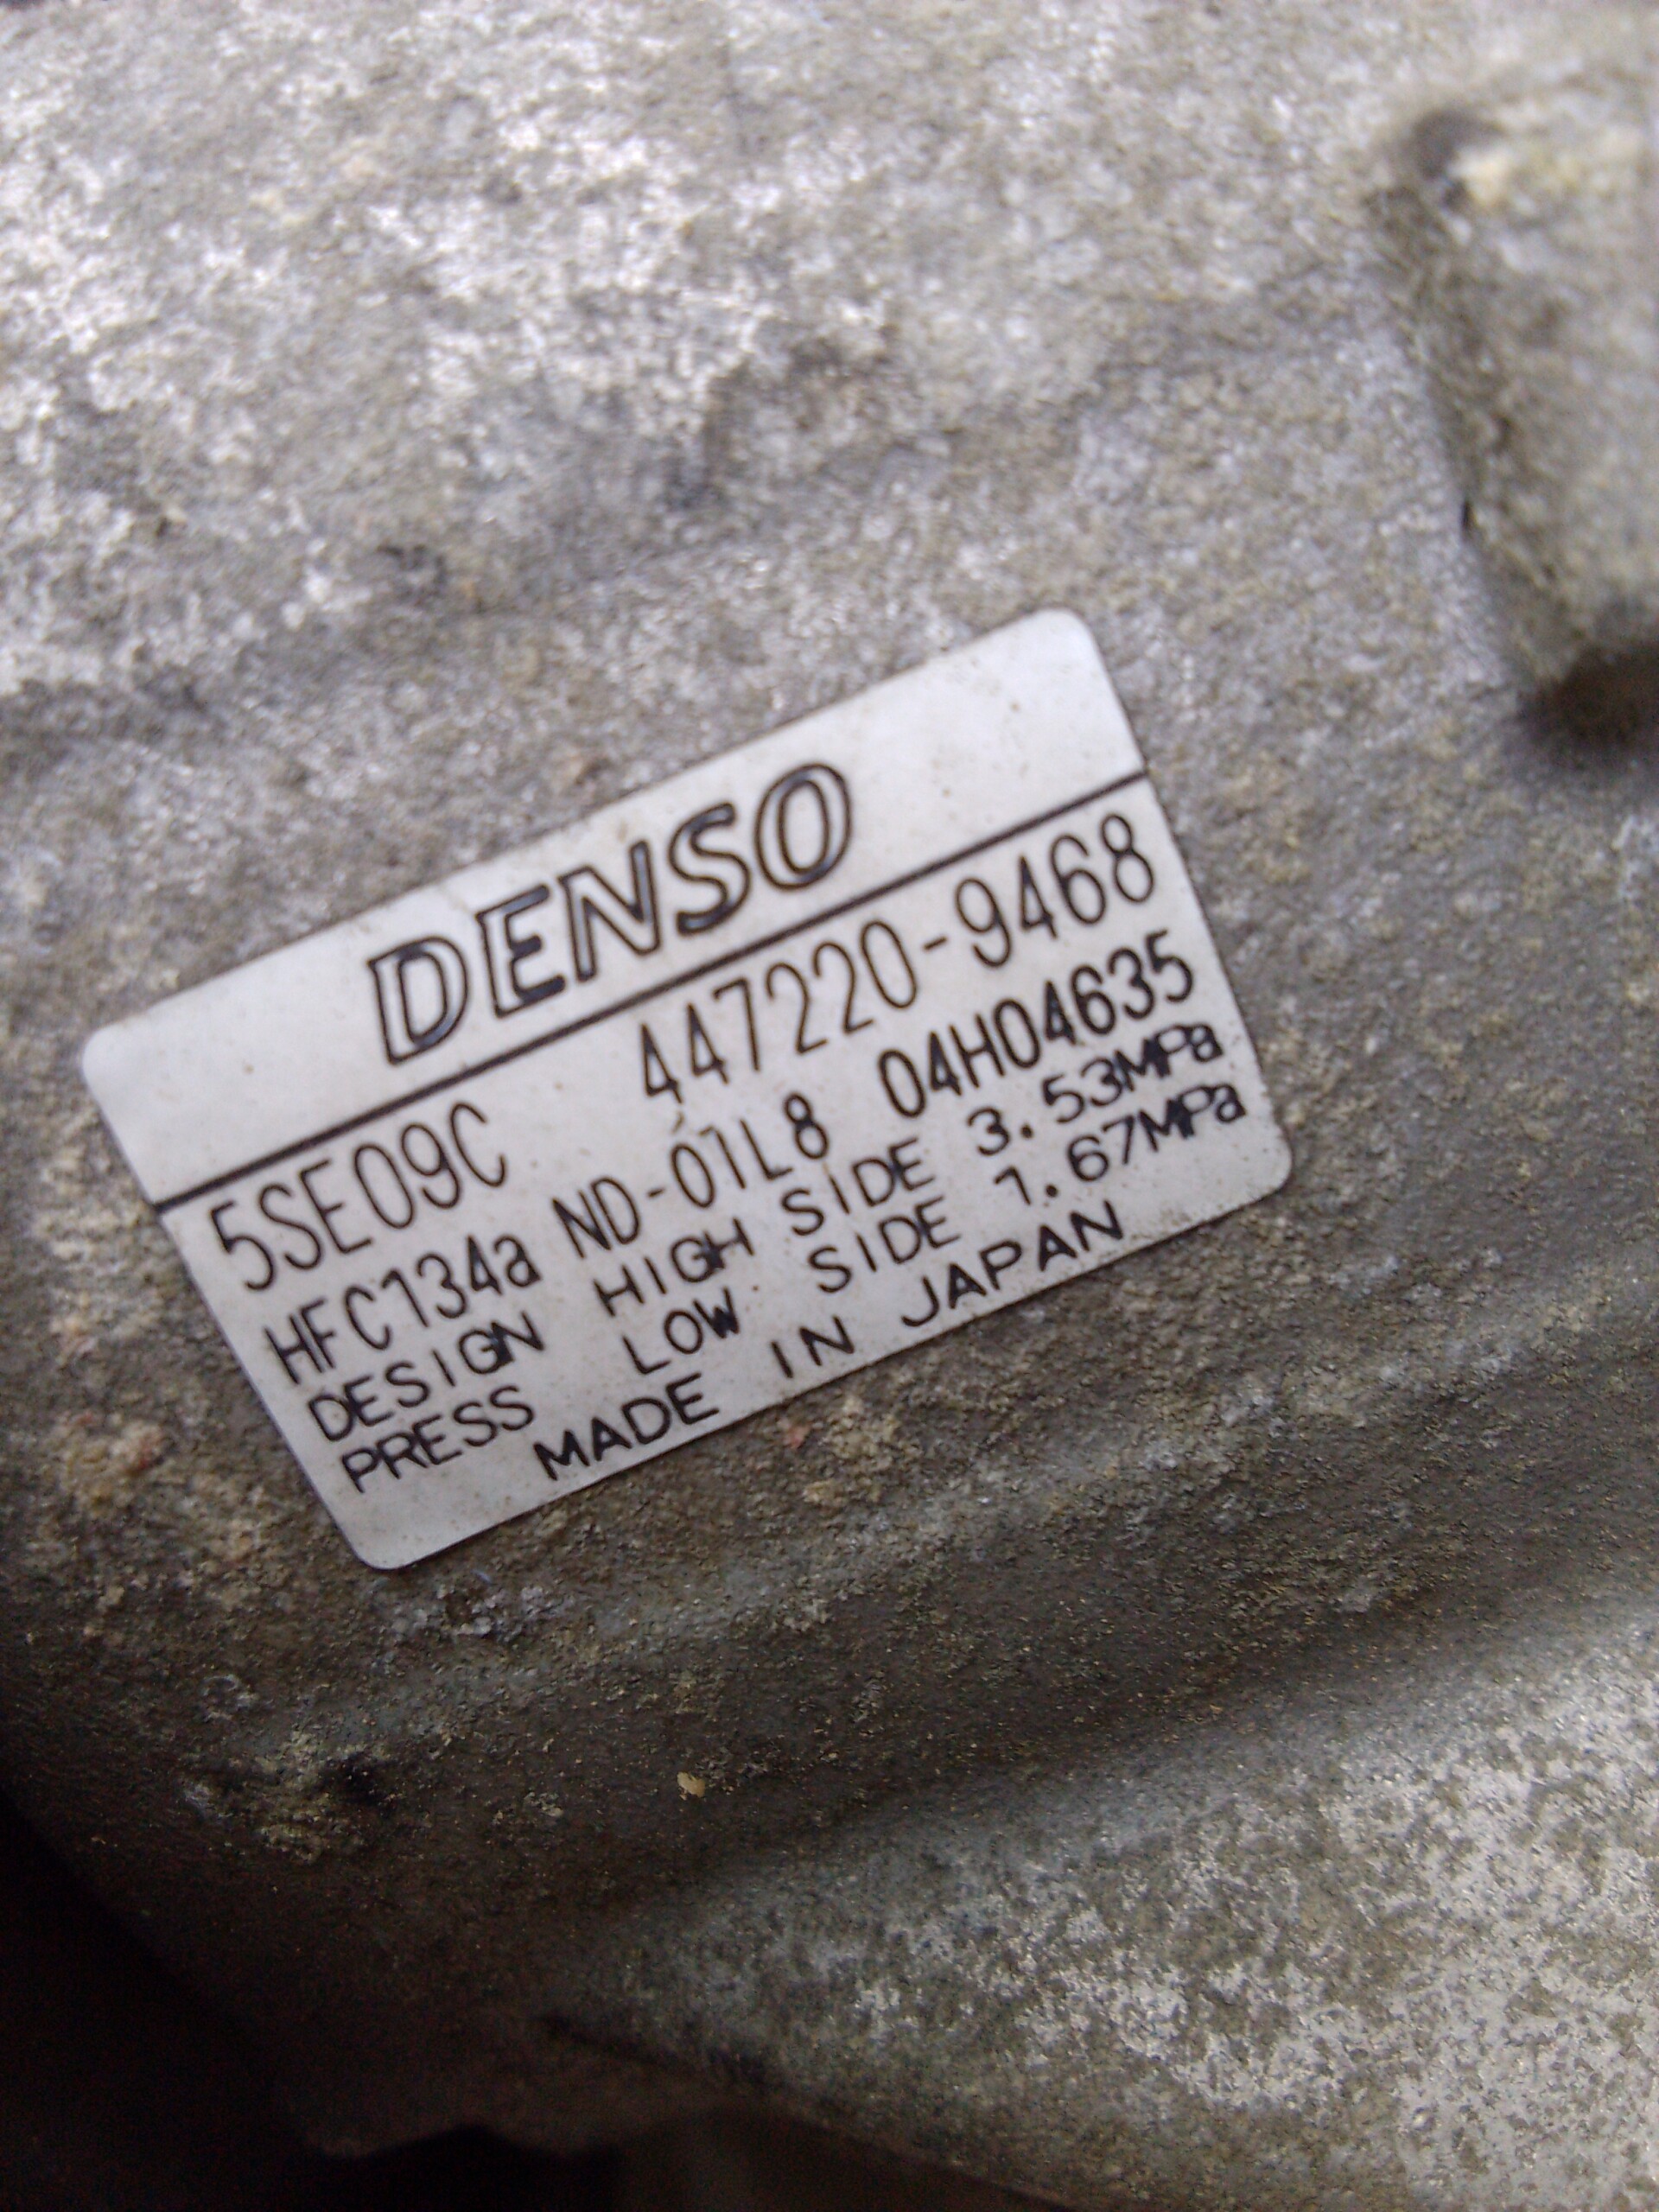 DENSO
5SE09C 447220-9468
HFC134a ND-OIL8 04H04635
DESIGN HIGH SIDE 3.53MPa
PRESS LOW SIDE 1.67MPa
MADE IN JAPAN